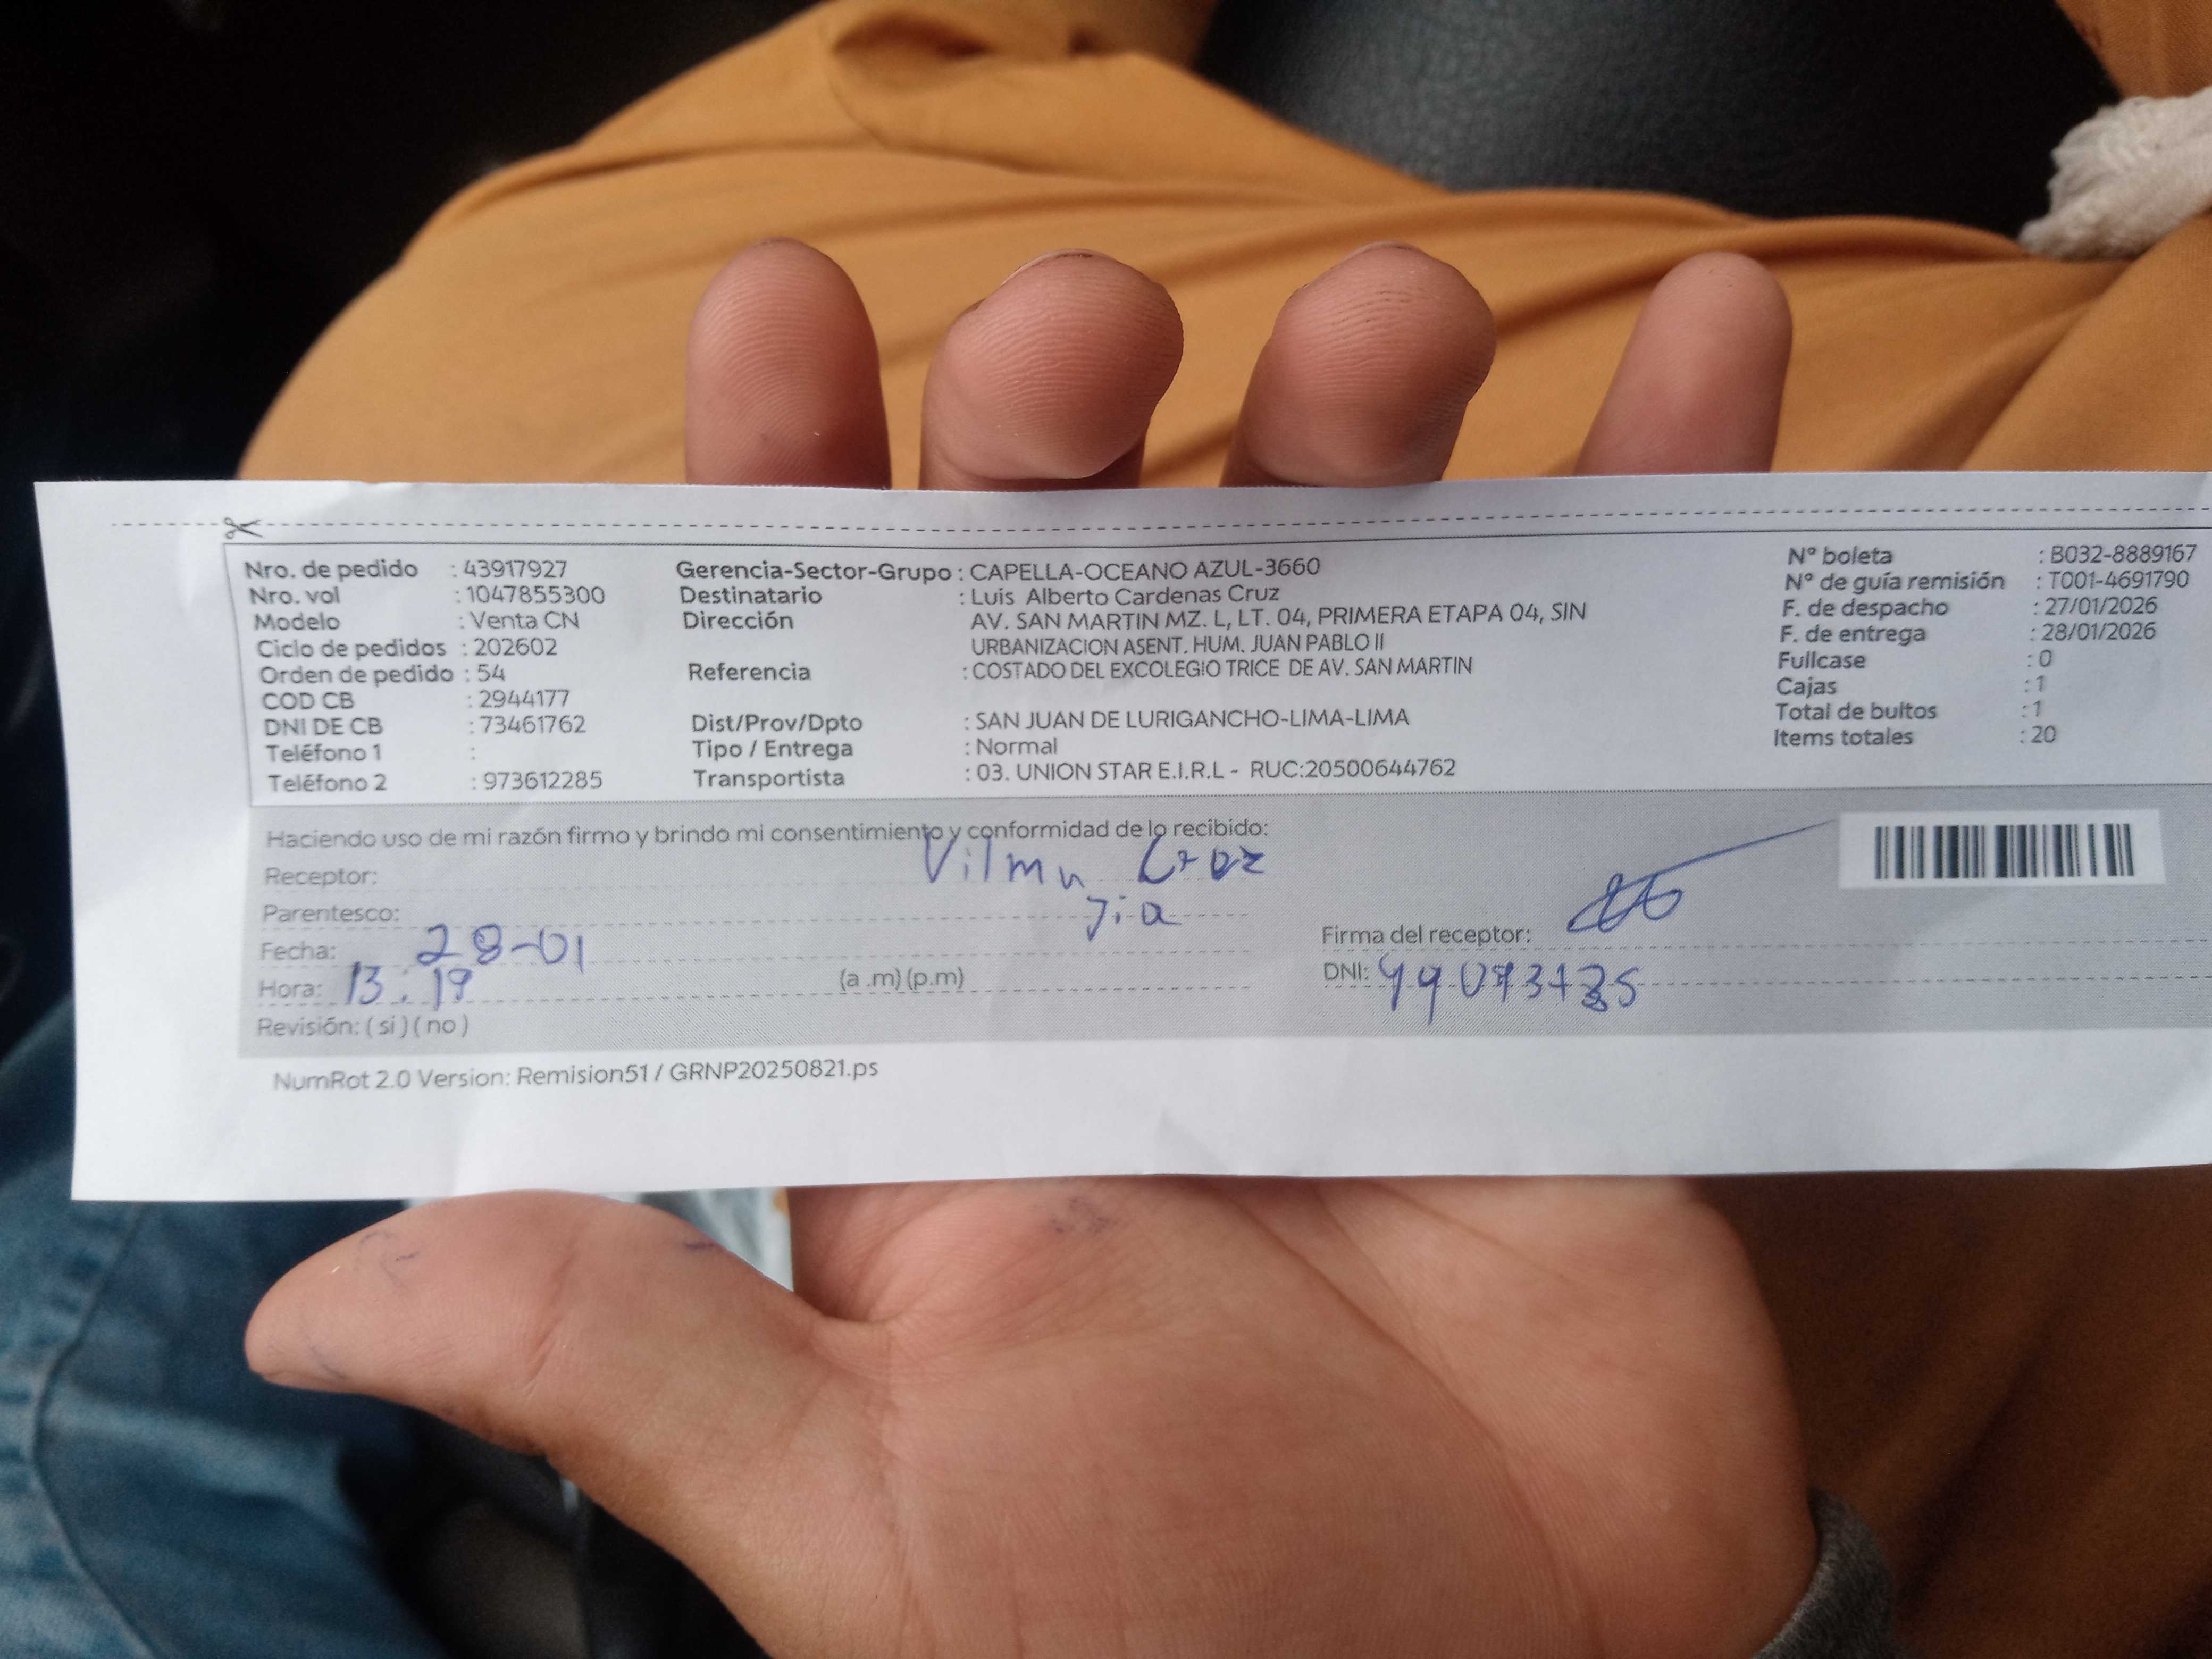 Nro. de pedido : 43917927
Nro. vol : 1047855300
Modelo : Venta CN
Ciclo de pedidos : 202602
Orden de pedido : 54
COD CB : 2944177
DNI DE CB : 73461762
Teléfono 1 :
Teléfono 2 : 973612285
Gerencia-Sector-Grupo : CAPELLA-OCEANO AZUL-3660
Destinatario : Luis Alberto Cardenas Cruz
Dirección AV. SAN MARTIN MZ. L, LT. 04, PRIMERA ETAPA 04, SIN
URBANIZACION ASENT. HUM. JUAN PABLO II
Referencia : COSTADO DEL EXCOLEGIO TRICE DE AV. SAN MARTIN
Dist/Prov/Dpto : SAN JUAN DE LURIGANCHO-LIMA-LIMA
Tipo / Entrega : Normal
Transportista : 03. UNION STAR E.I.R.L - RUC:20500644762
N° boleta : B032-8889167
N° de guía remisión : T001-4691790
F. de despacho : 27/01/2026
F. de entrega : 28/01/2026
Fullcase : 0
Cajas : 1
Total de bultos : 1
Items totales : 20
Haciendo uso de mi razón firmo y brindo mi consentimiento y conformidad de lo recibido:
Receptor: Vilma Cruz
Parentesco: Tia
Fecha: 28-01
Hora: 13:19 (a .m) (p.m)
Revisión: ( si ) ( no )
Firma del receptor:
DNI:
NumRot 2.0 Version: Remision51 / GRNP20250821.ps